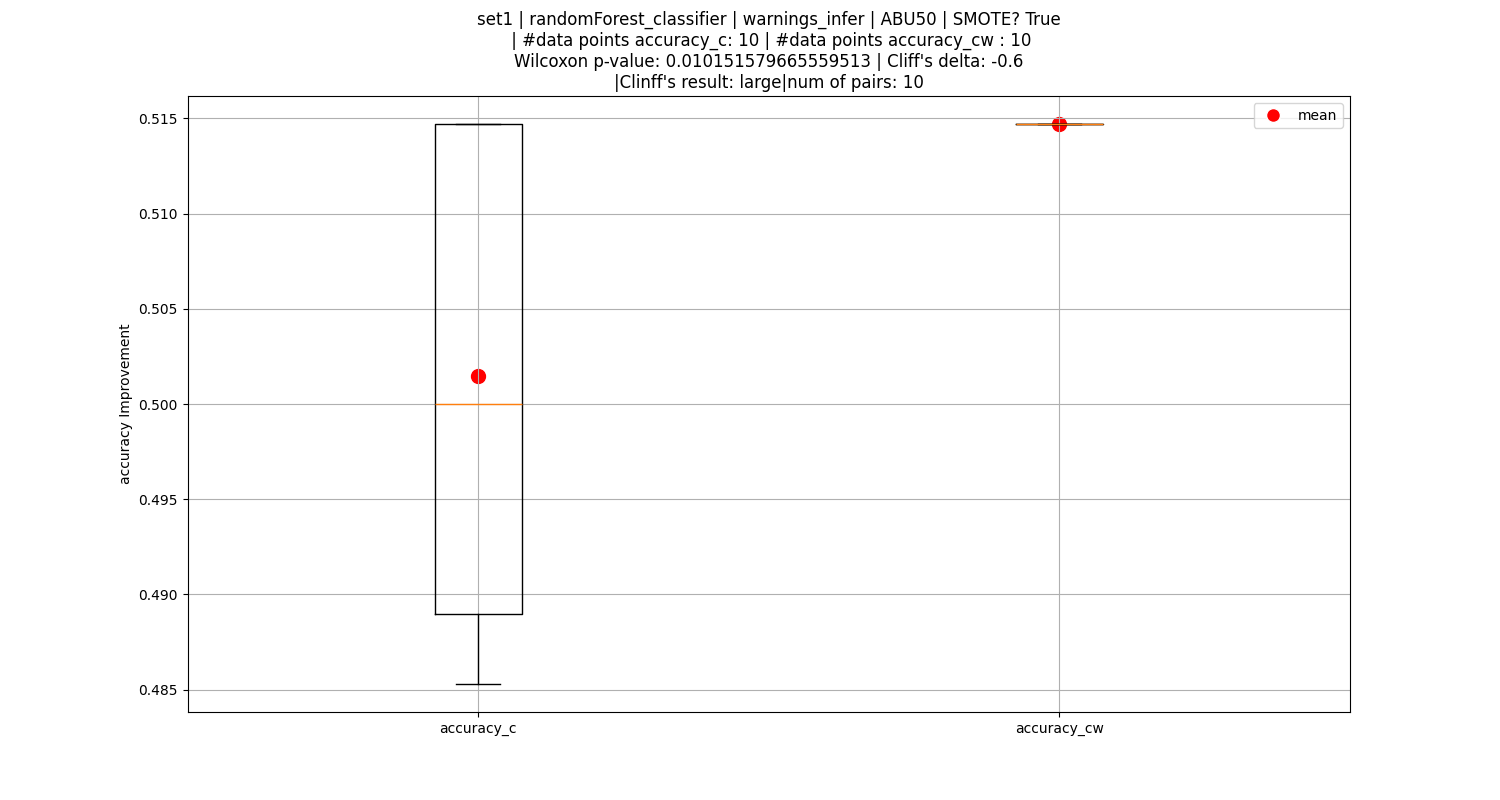 set1 | randomForest_classifier | warnings_infer | ABU50 | SMOTE? True
| #data points accuracy_c: 10 | #data points accuracy_cw : 10
Wilcoxon p-value: 0.010151579665559513 | Cliff's delta: -0.6
|Clinff's result: large|num of pairs: 10
mean
0.515
0.510
0.505
0.500
0.495
0.490
0.485
accuracy Improvement
accuracy_c
accuracy_cw